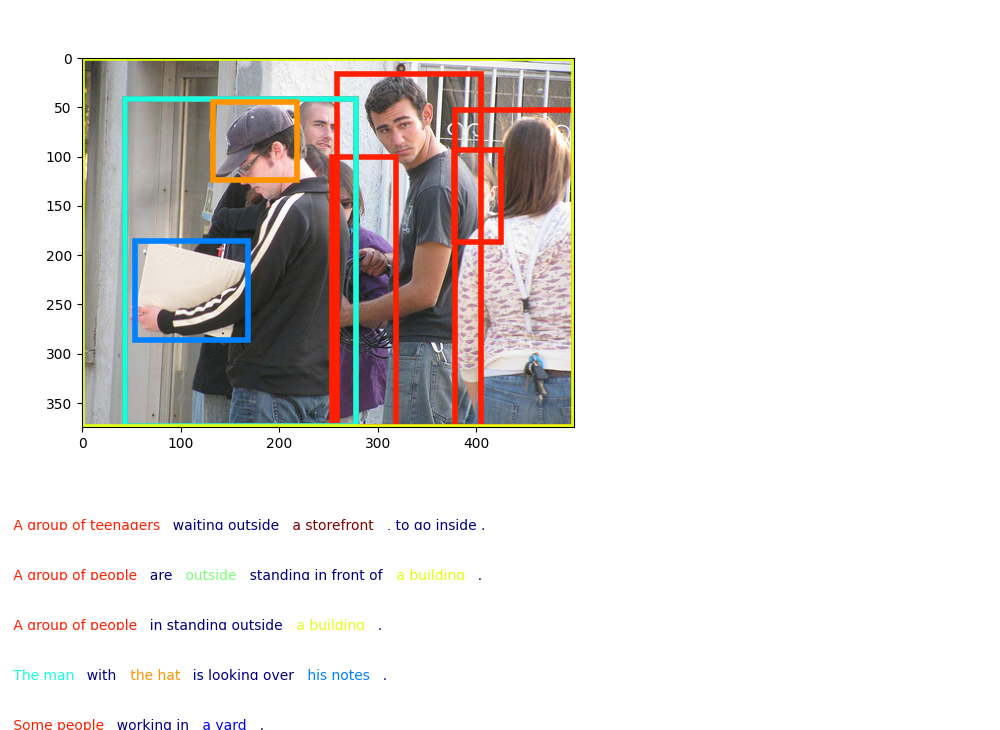 0
50
100
150
200
250
300
350
0 100 200 300 400
A group of teenagers waiting outside a storefront . to go inside .
A group of people are outside standing in front of a building .
A group of people in standing outside a building .
The man with the hat is looking over his notes .
Some people working in a yard .